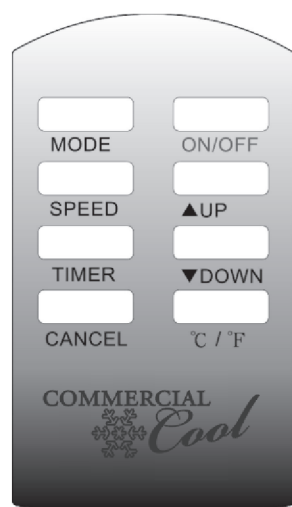 MODE ON/OFF
SPEED ▲UP
TIMER ▼DOWN
CANCEL °C / °F
COMMERCIAL
Cool